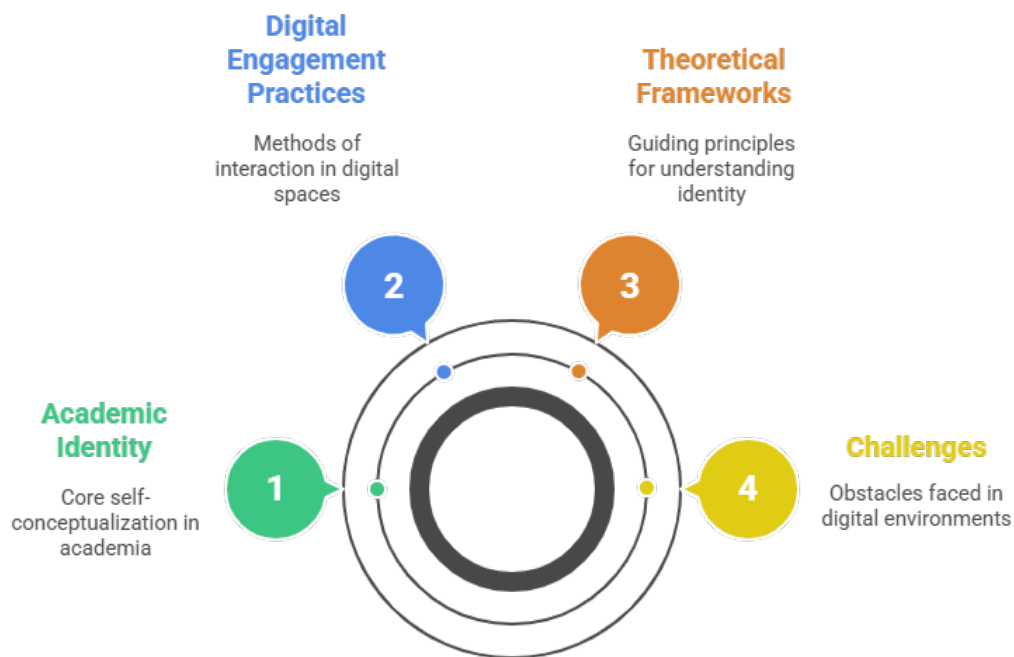 Digital
Engagement
Practices
Methods of
interaction in digital
spaces
Theoretical
Frameworks
Guiding principles
for understanding
identity
2
3
Academic
Identity
Core self-
conceptualization in
academia
1
4
Challenges
Obstacles faced in
digital environments